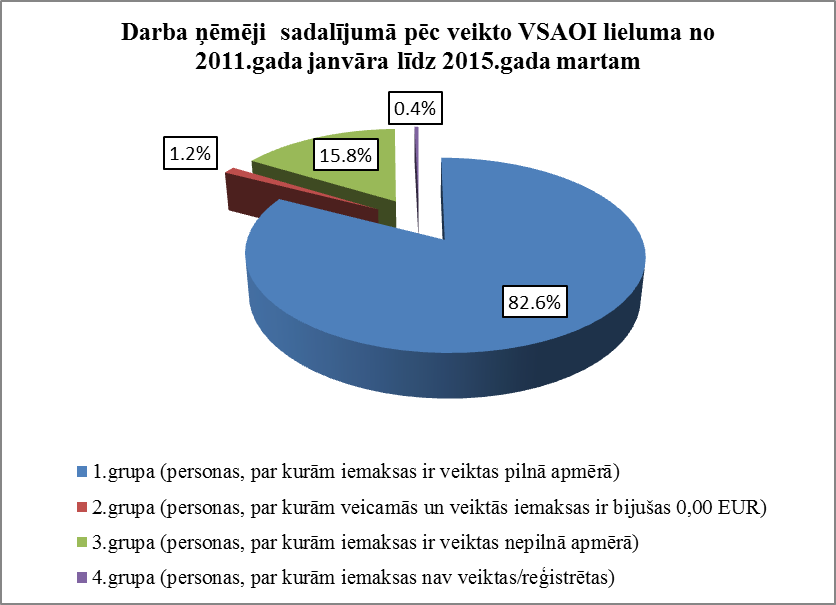 Darba ņēmēji sadalījumā pēc veikto VSAOI lieluma no
2011.gada janvāra līdz 2015.gada martam
0.4%
1.2%
15.8%
82.6%
1.grupa (personas, par kurām iemaksas ir veiktas pilnā apmērā)
2.grupa (personas, par kurām veicamās un veiktās iemaksas ir bijušas 0,00 EUR)
3.grupa (personas, par kurām iemaksas ir veiktas nepilnā apmērā)
4.grupa (personas, par kurām iemaksas nav veiktas/reģistrētas)